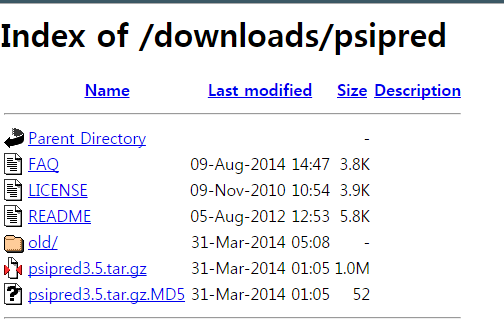 Index of /downloads/psipred
Name Last modified Size Description
Parent Directory -
FAQ 09-Aug-2014 14:47 3.8K
LICENSE 09-Nov-2010 10:54 3.9K
README 05-Aug-2012 12:53 5.8K
old/ 31-Mar-2014 05:08 -
psipred3.5.tar.gz 31-Mar-2014 01:05 1.0M
psipred3.5.tar.gz.MD5 31-Mar-2014 01:05 52